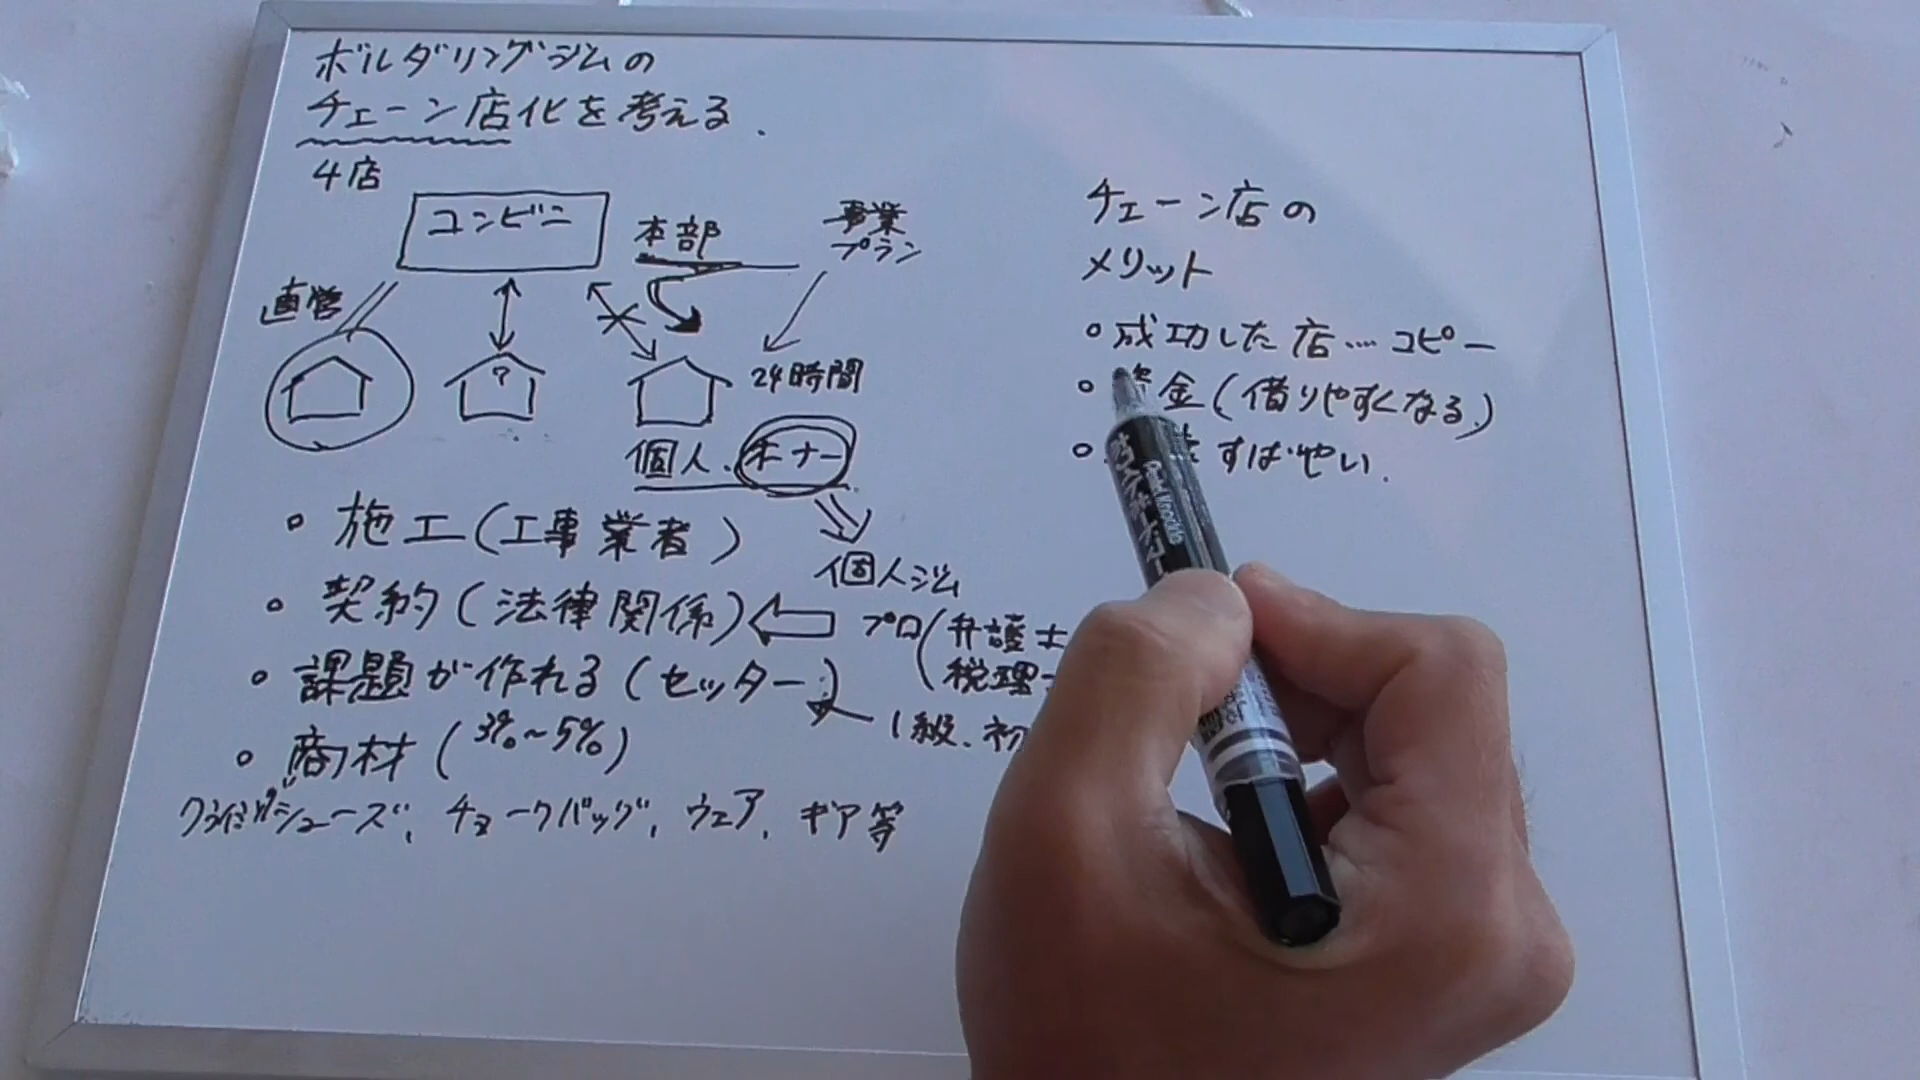 ボルダリングジムの
チェーン店化を考える.
4店
コンビニ
本部
事業
プラン
直営
?
24時間
個人.オーナー
個人ジム
・施工(工事業者)
・契約(法律関係)
プロ(弁護士
税理
・課題が作れる(セッター)
1級.初
・商材(3%~5%)
クライミングシューズ,チョークバッグ,ウェア,ギア等
チェーン店の
メリット
・成功した店…コピー
・資金(借りやすくなる)
・すばやい.